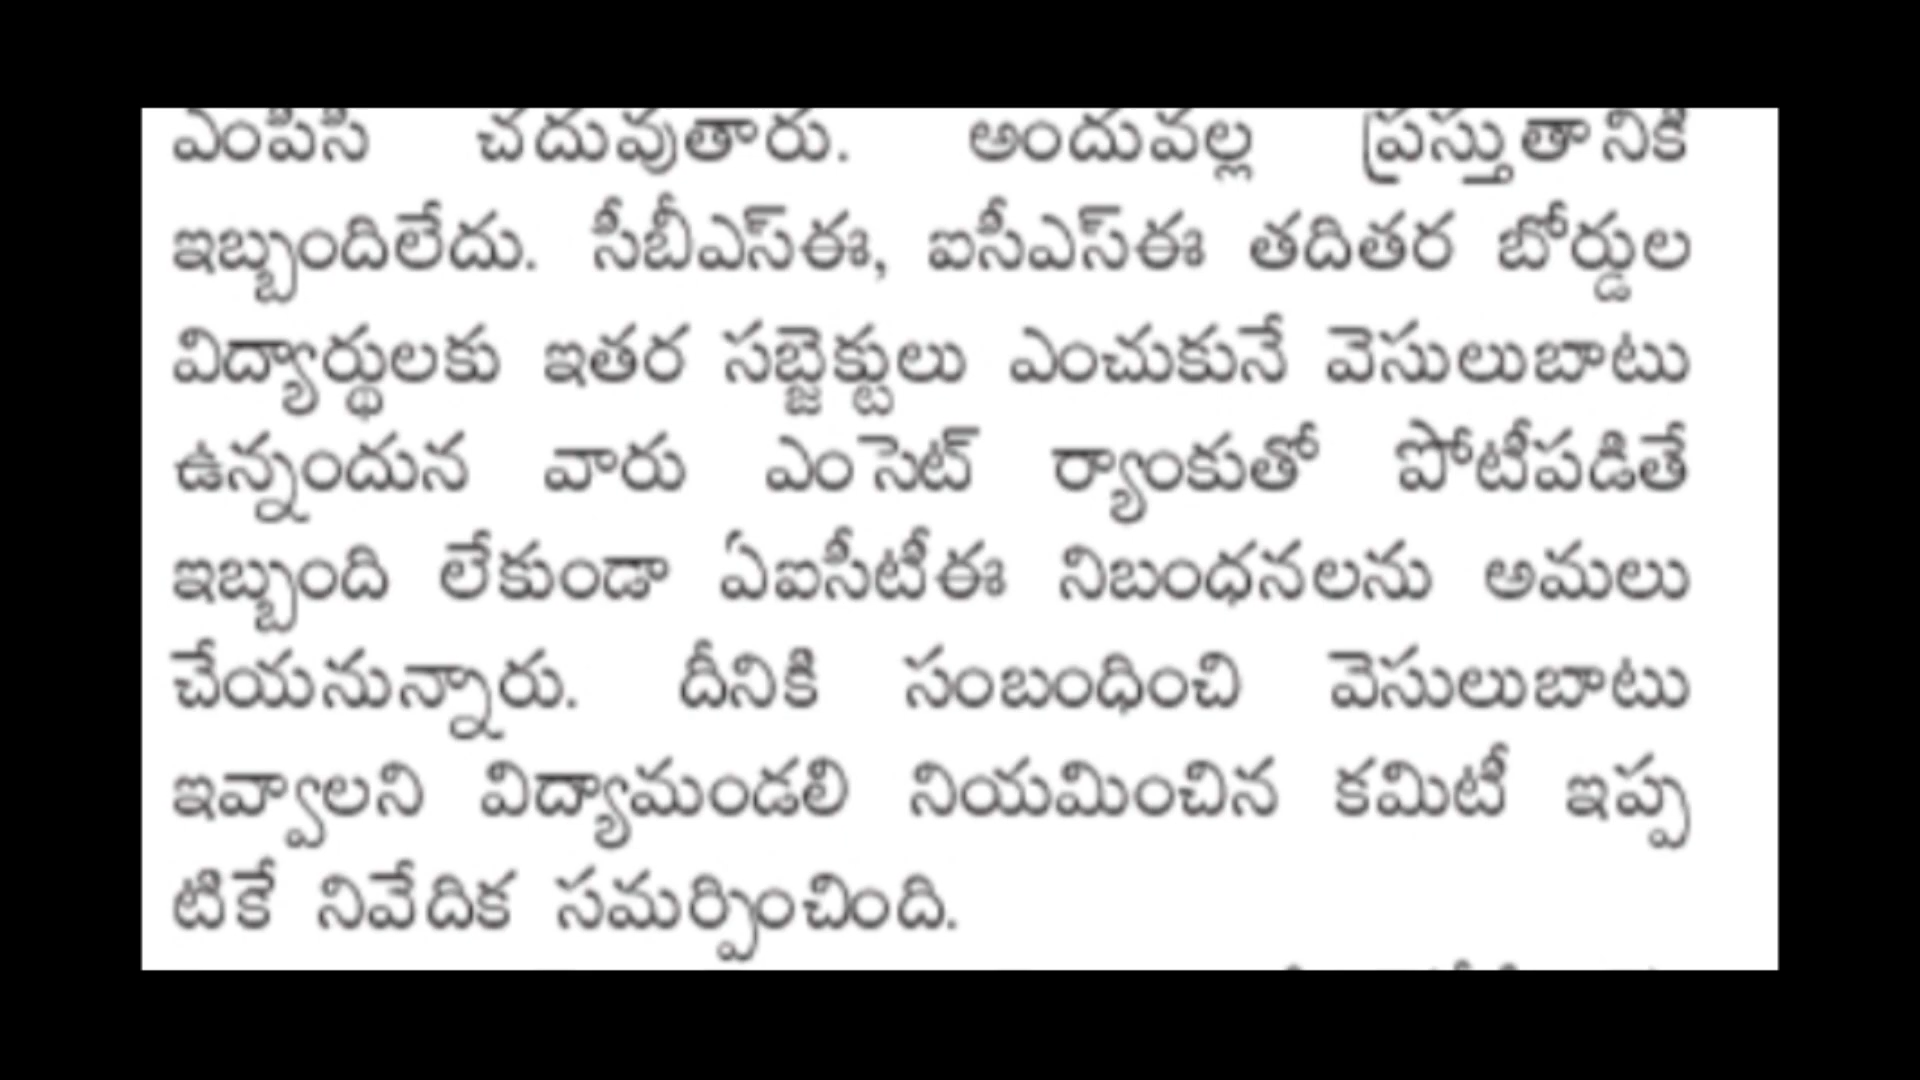 ఎంపీసీ చదువుతారు. అందువల్ల ప్రస్తుతానికి
ఇబ్బందిలేదు. సీబీఎస్ఈ, ఐసీఎస్ఈ తదితర బోర్డుల
విద్యార్థులకు ఇతర సబ్జెక్టులు ఎంచుకునే వెసులుబాటు
ఉన్నందున వారు ఎంసెట్ ర్యాంకుతో పోటీపడితే
ఇబ్బంది లేకుండా ఏఐసీటీఈ నిబంధనలను అమలు
చేయనున్నారు. దీనికి సంబంధించి వెసులుబాటు
ఇవ్వాలని విద్యామండలి నియమించిన కమిటీ ఇప్ప
టికే నివేదిక సమర్పించింది.